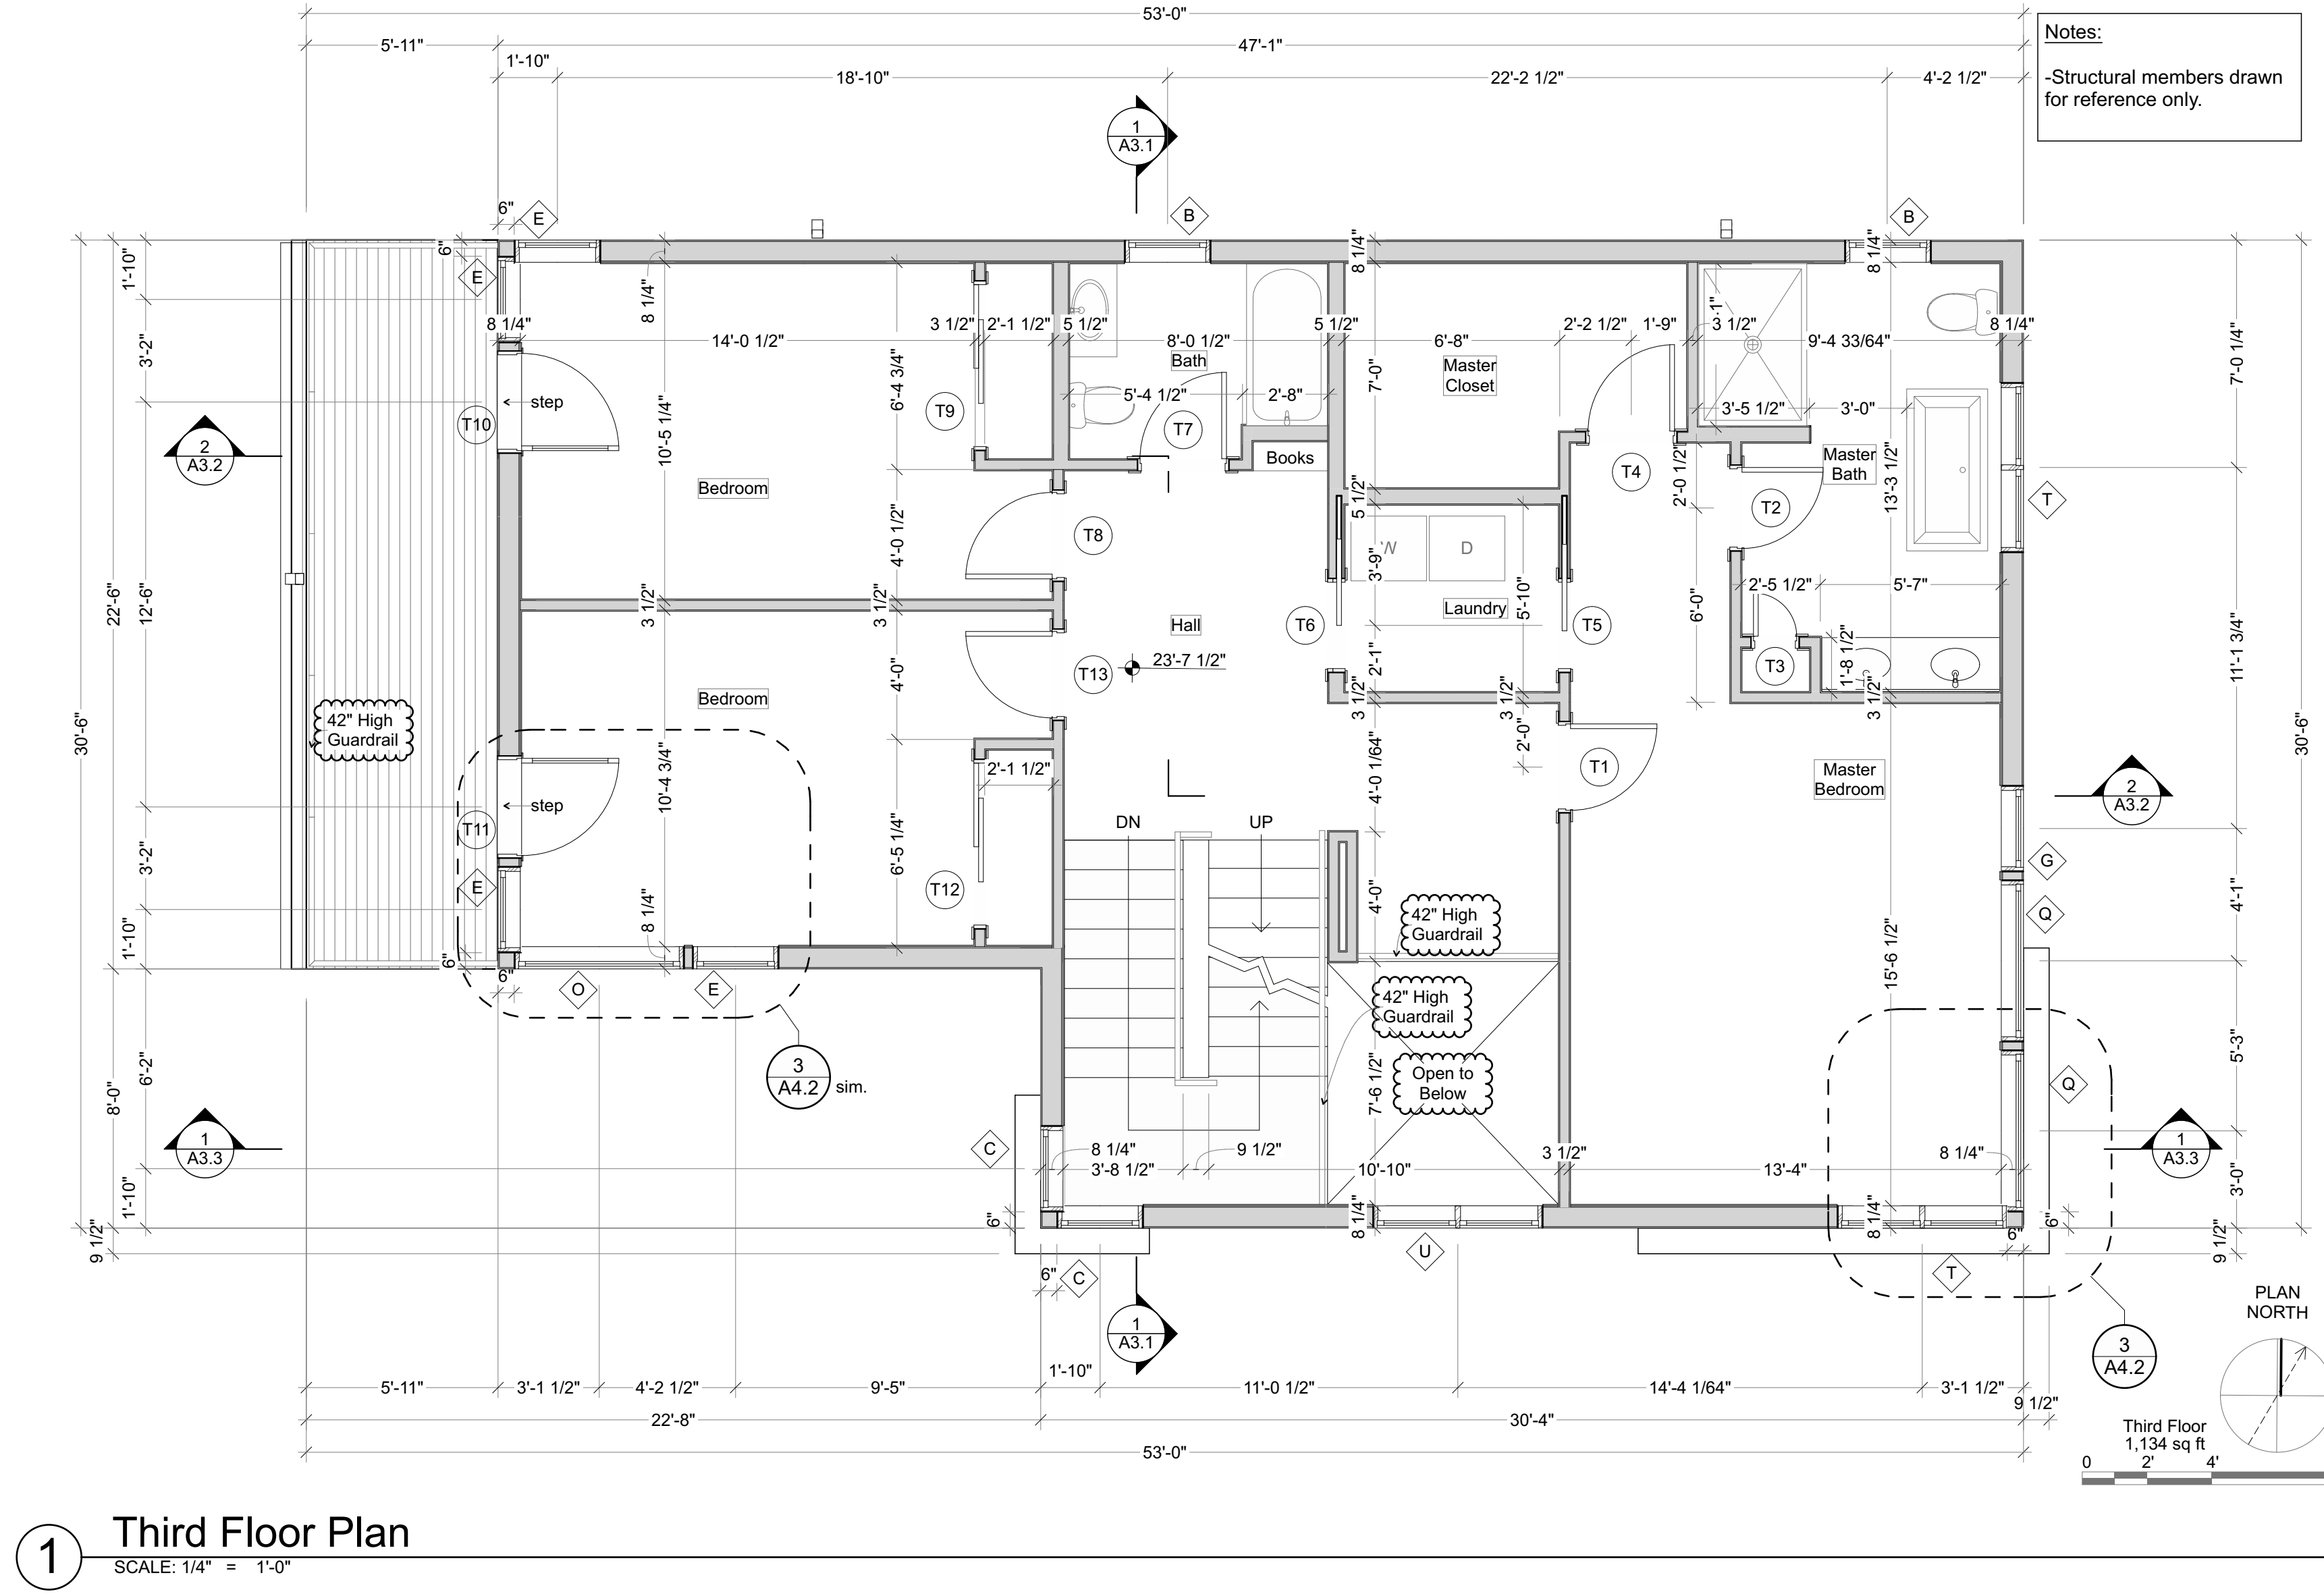 53'-0"
5'-11"
47'-1"
1'-10"
18'-10"
22'-2 1/2"
4'-2 1/2"
Notes:
-Structural members drawn
for reference only.
1
A3.1
6"
E
B
B
6"
8 1/4"
8 1/4"
1'-10"
E
8 1/4"
8 1/4"
3 1/2"
2'-1 1/2"
5 1/2"
5 1/2"
2'-2 1/2"
1'-9"
3 1/2"
8 1/4"
14'-0 1/2"
8'-0 1/2"
6'-8"
9'-4 33/64"
3'-2"
Bath
Master
Closet
7'-0 1/4"
6'-4 3/4"
7'-0"
5'-4 1/2"
2'-8"
3'-5 1/2"
3'-0"
T10
step
T9
T7
10'-5 1/4"
Books
2
A3.2
Bedroom
T4
2'-0 1/2"
Master
Bath
13'-3 1/2"
T2
T
5 1/2"
T8
4'-0 1/2"
W
D
3'-9"
22'-6"
12'-6"
3 1/2"
3 1/2"
5'-10"
Laundry
6'-0"
2'-5 1/2"
5'-7"
Hall
T6
T5
T3
1'-8 1/2"
11'-1 3/4"
T13
23'-7 1/2"
2'-1"
4'-0"
Bedroom
3 1/2"
3 1/2"
3 1/2"
30'-6"
30'-6"
42" High
Guardrail
2'-0"
T1
4'-0 1/64"
10'-4 3/4"
2'-1 1/2"
Master
Bedroom
2
A3.2
step
T11
DN
UP
3'-2"
6'-5 1/4"
T12
G
E
8 1/4"
4'-0"
42" High
Guardrail
Q
4'-1"
1'-10"
6"
6"
15'-6 1/2"
O
E
42" High
Guardrail
3
A4.2
sim.
6'-2"
8'-0"
7'-6 1/2"
Open to
Below
5'-3"
Q
1
A3.3
C
8 1/4"
9 1/2"
3 1/2"
8 1/4"
1
A3.3
3'-8 1/2"
10'-10"
13'-4"
1'-10"
3'-0"
6"
8 1/4"
8 1/4"
6"
6"
9 1/2"
9 1/2"
U
6"
C
T
PLAN
NORTH
1
A3.1
3
A4.2
1'-10"
5'-11"
3'-1 1/2"
4'-2 1/2"
9'-5"
11'-0 1/2"
14'-4 1/64"
3'-1 1/2"
9 1/2"
22'-8"
30'-4"
Third Floor
1,134 sq ft
53'-0"
0
2'
4'
1
Third Floor Plan
SCALE: 1/4" = 1'-0"